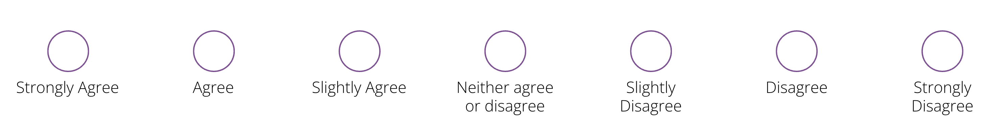 Strongly Agree
Agree
Slightly Agree
Neither agree
or disagree
Slightly
Disagree
Disagree
Strongly
Disagree